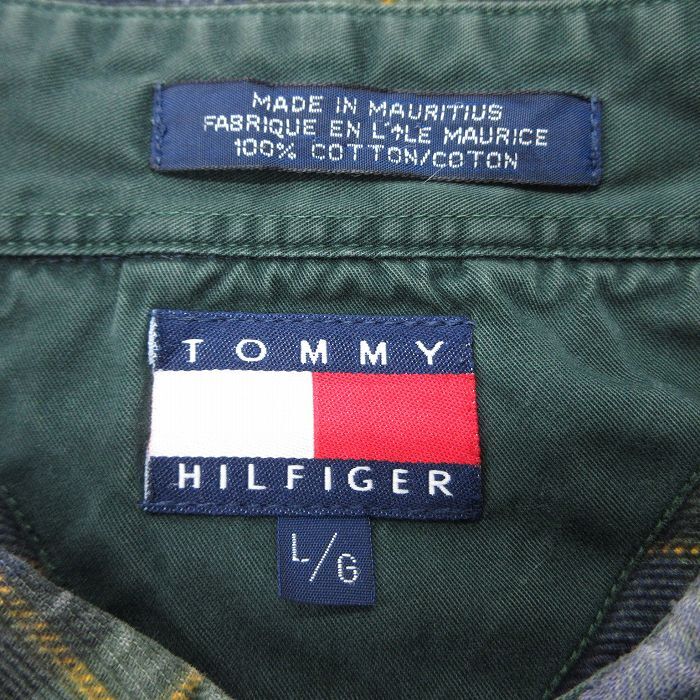 MADE IN MAURITIUS
FABRIQUE EN L'ÎLE MAURICE
100% COTTON/COTON
TOMMY
HILFIGER
L/G